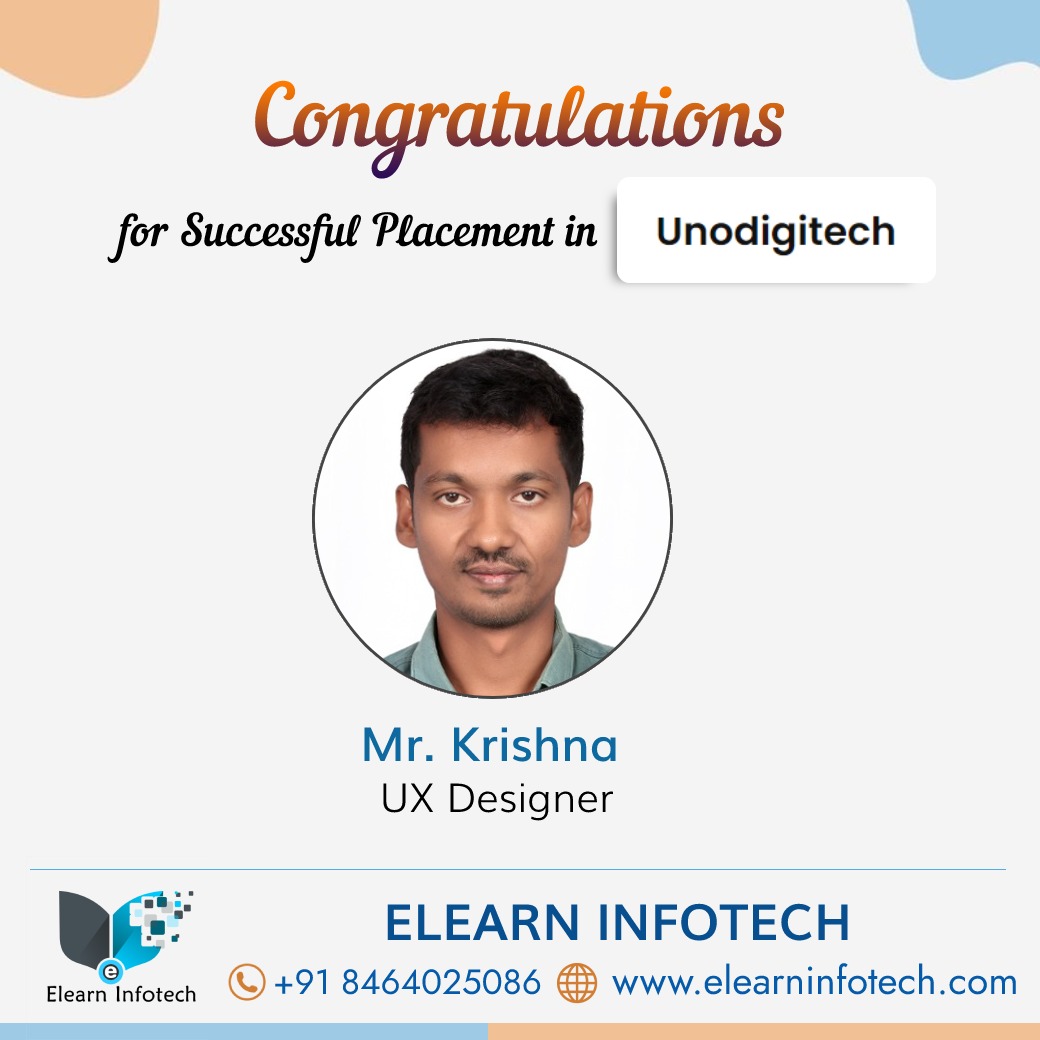 Congratulations
for Successful Placement in Unodigitech
Mr. Krishna
UX Designer
ELEARN INFOTECH
e
Elearn Infotech
+91 8464025086 www.elearninfotech.com